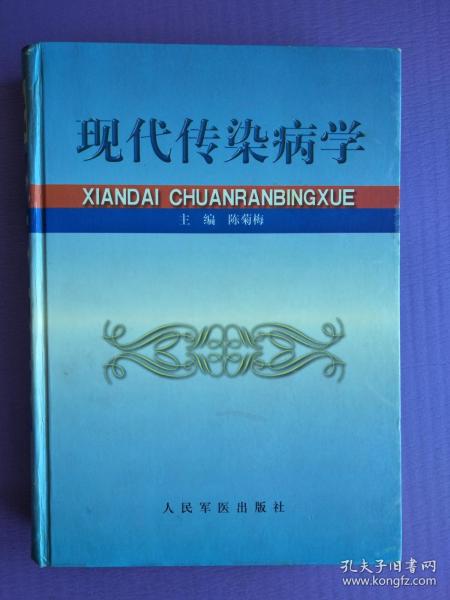 现代传染病学
XIANDAI CHUANRANBINGXUE
主 编 陈菊梅
人民军医出版社
孔夫子旧书网
www.kongfz.com